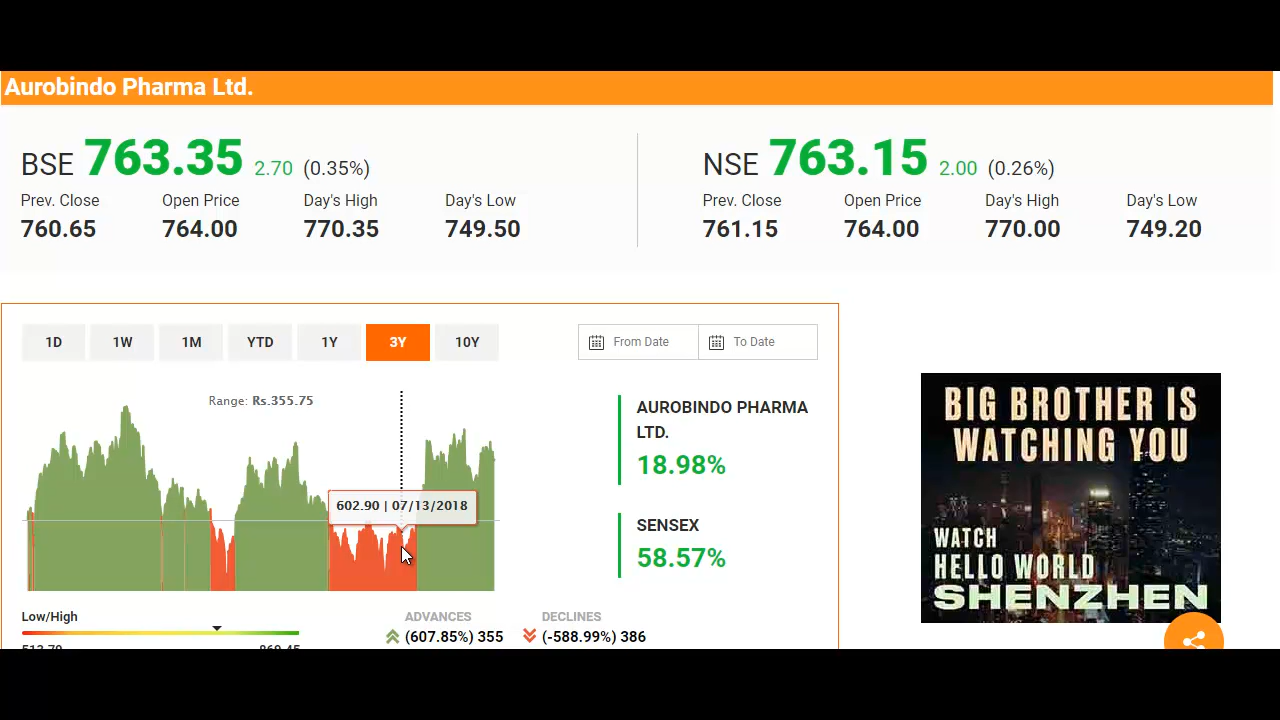 Aurobindo Pharma Ltd.
BSE 763.35 2.70 (0.35%)
Prev. Close Open Price Day's High Day's Low
760.65 764.00 770.35 749.50
NSE 763.15 2.00 (0.26%)
Prev. Close Open Price Day's High Day's Low
761.15 764.00 770.00 749.20
1D 1W 1M YTD 1Y 3Y 10Y
From Date To Date
Range: Rs.355.75
602.90 | 07/13/2018
AUROBINDO PHARMA
LTD.
18.98%
SENSEX
58.57%
Low/High
ADVANCES DECLINES
(607.85%) 355 (-588.99%) 386
BIG BROTHER IS
WATCHING YOU
WATCH
HELLO WORLD
SHENZHEN